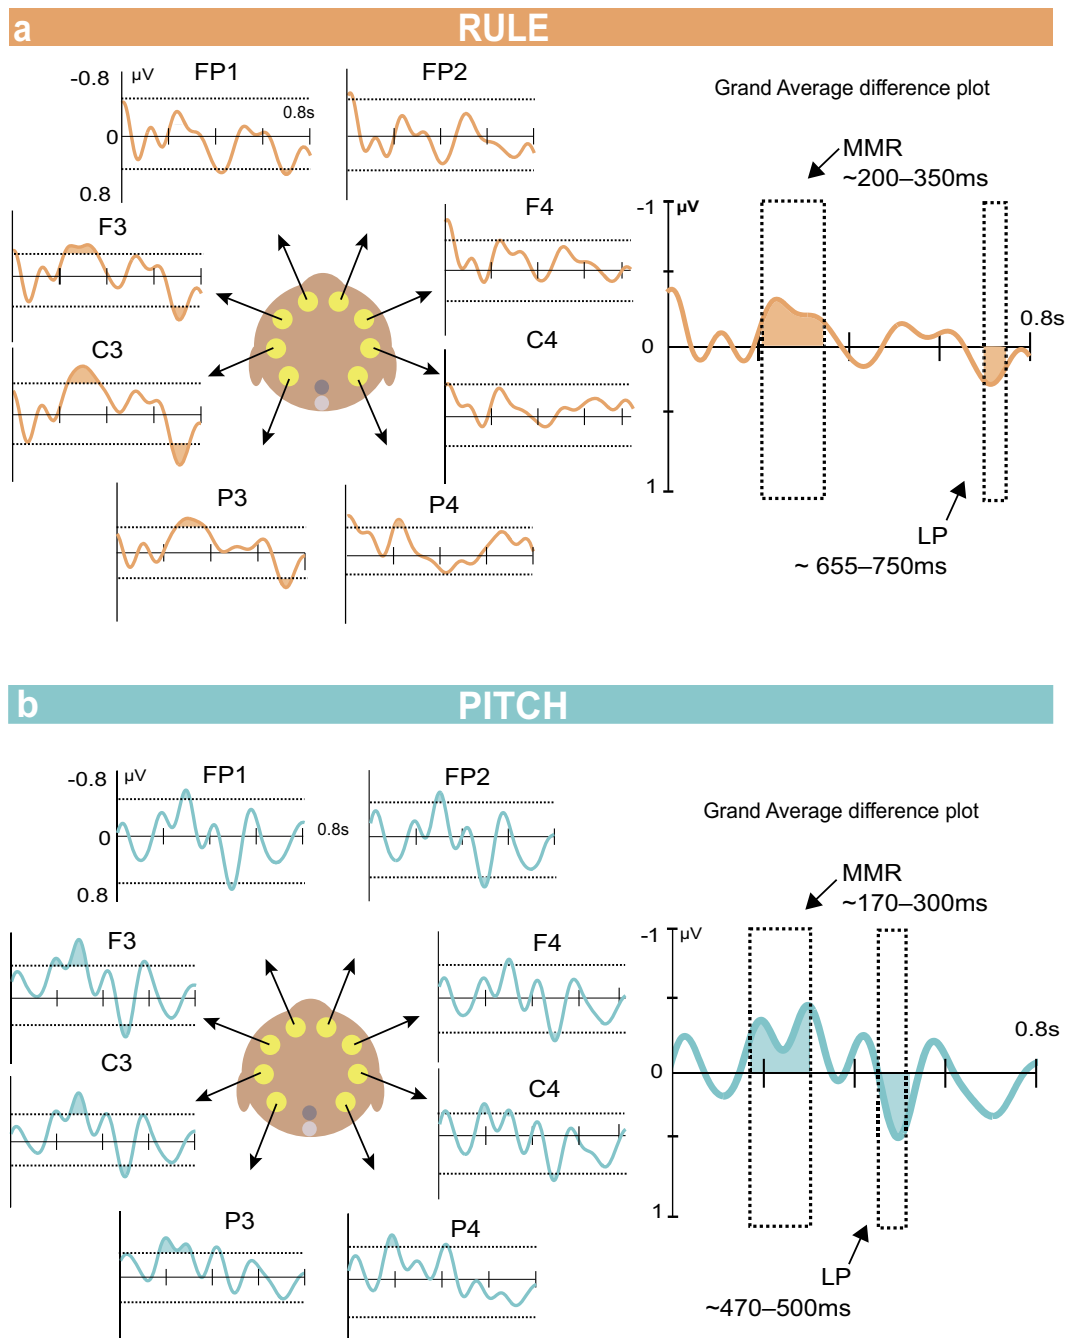 a
RULE
-0.8
µV
FP1
FP2
0.8s
0
0.8
Grand Average difference plot
MMR
~200–350ms
F3
F4
-1
µV
C3
C4
0
0.8s
P3
P4
1
LP
~ 655–750ms
b
PITCH
-0.8
µV
FP1
FP2
0
0.8s
0.8
Grand Average difference plot
MMR
~170–300ms
F3
F4
-1
µV
C3
C4
0
0.8s
P3
P4
1
LP
~470–500ms